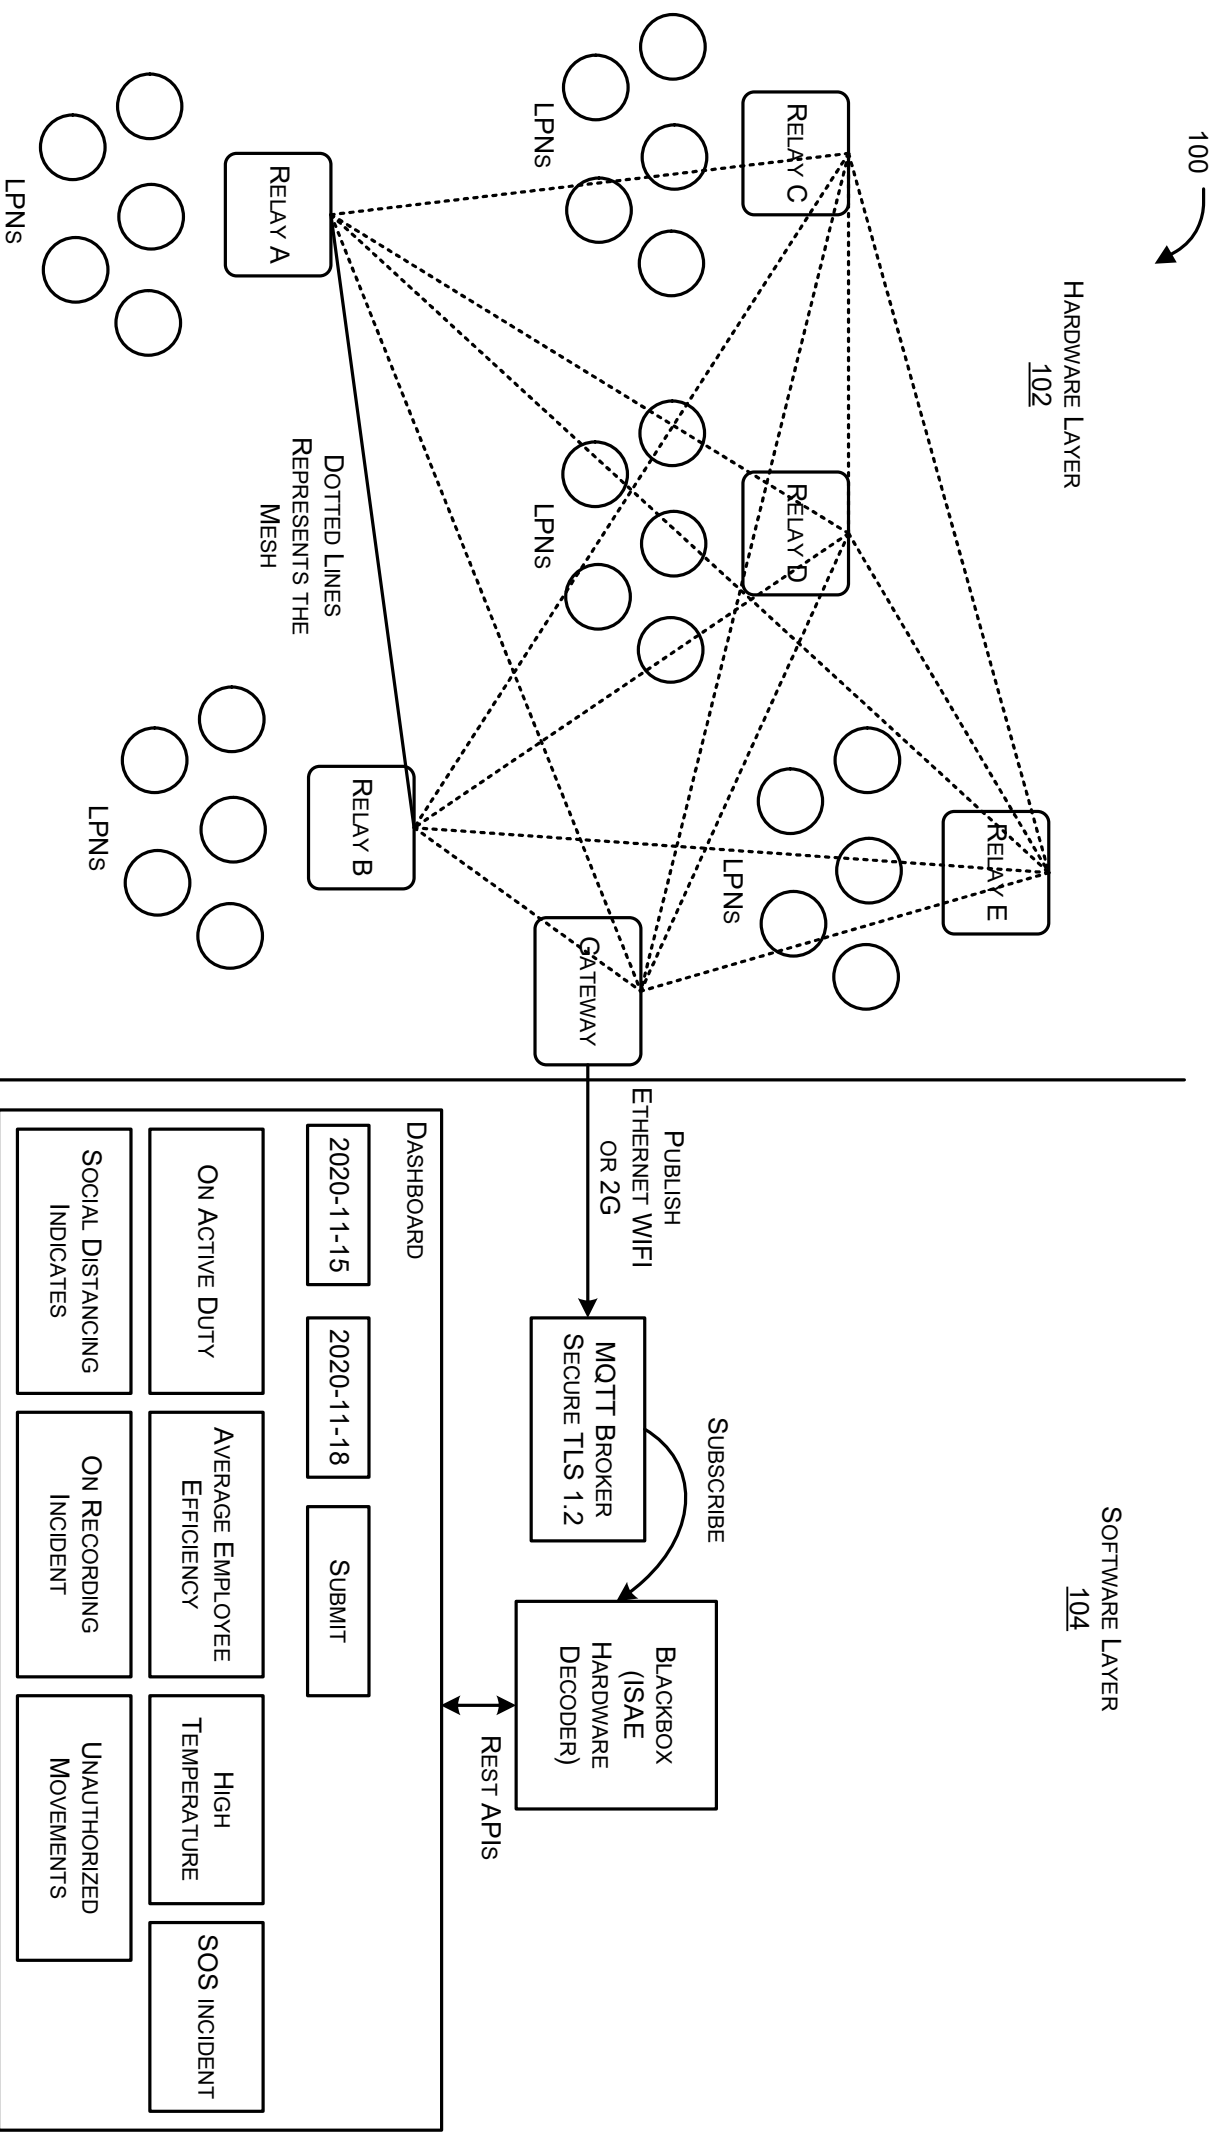 100
HARDWARE LAYER
102
RELAY E
LPNS
RELAY C
LPNS
RELAY D
LPNS
GATEWAY
RELAY A
LPNS
DOTTED LINES
REPRESENTS THE
MESH
RELAY B
LPNS
SOFTWARE LAYER
104
PUBLISH
ETHERNET WIFI
OR 2G
MQTT BROKER
SECURE TLS 1.2
SUBSCRIBE
BLACKBOX
(ISAE
HARDWARE
DECODER)
REST APIS
DASHBOARD
2020-11-15
2020-11-18
SUBMIT
ON ACTIVE DUTY
AVERAGE EMPLOYEE
EFFICIENCY
HIGH
TEMPERATURE
SOS INCIDENT
SOCIAL DISTANCING
INDICATES
ON RECORDING
INCIDENT
UNAUTHORIZED
MOVEMENTS